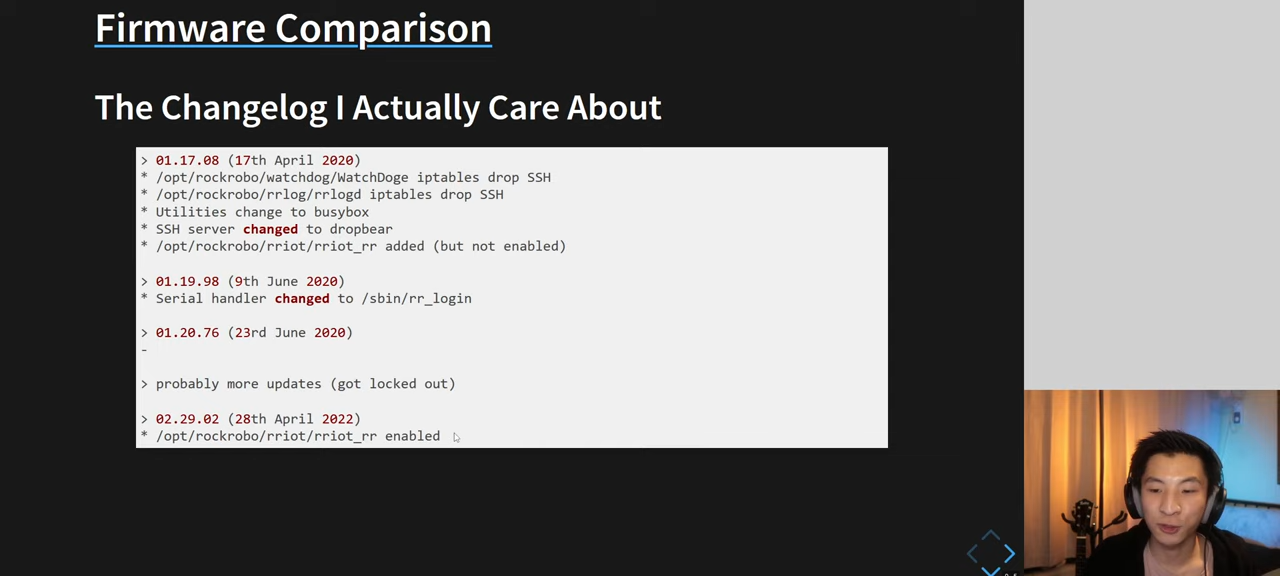 Firmware Comparison
The Changelog I Actually Care About
> 01.17.08 (17th April 2020)
* /opt/rockrobo/watchdog/WatchDoge iptables drop SSH
* /opt/rockrobo/rrlog/rrlogd iptables drop SSH
* Utilities change to busybox
* SSH server changed to dropbear
* /opt/rockrobo/rriot/rriot_rr added (but not enabled)
> 01.19.98 (9th June 2020)
* Serial handler changed to /sbin/rr_login
> 01.20.76 (23rd June 2020)
-
> probably more updates (got locked out)
> 02.29.02 (28th April 2022)
* /opt/rockrobo/rriot/rriot_rr enabled